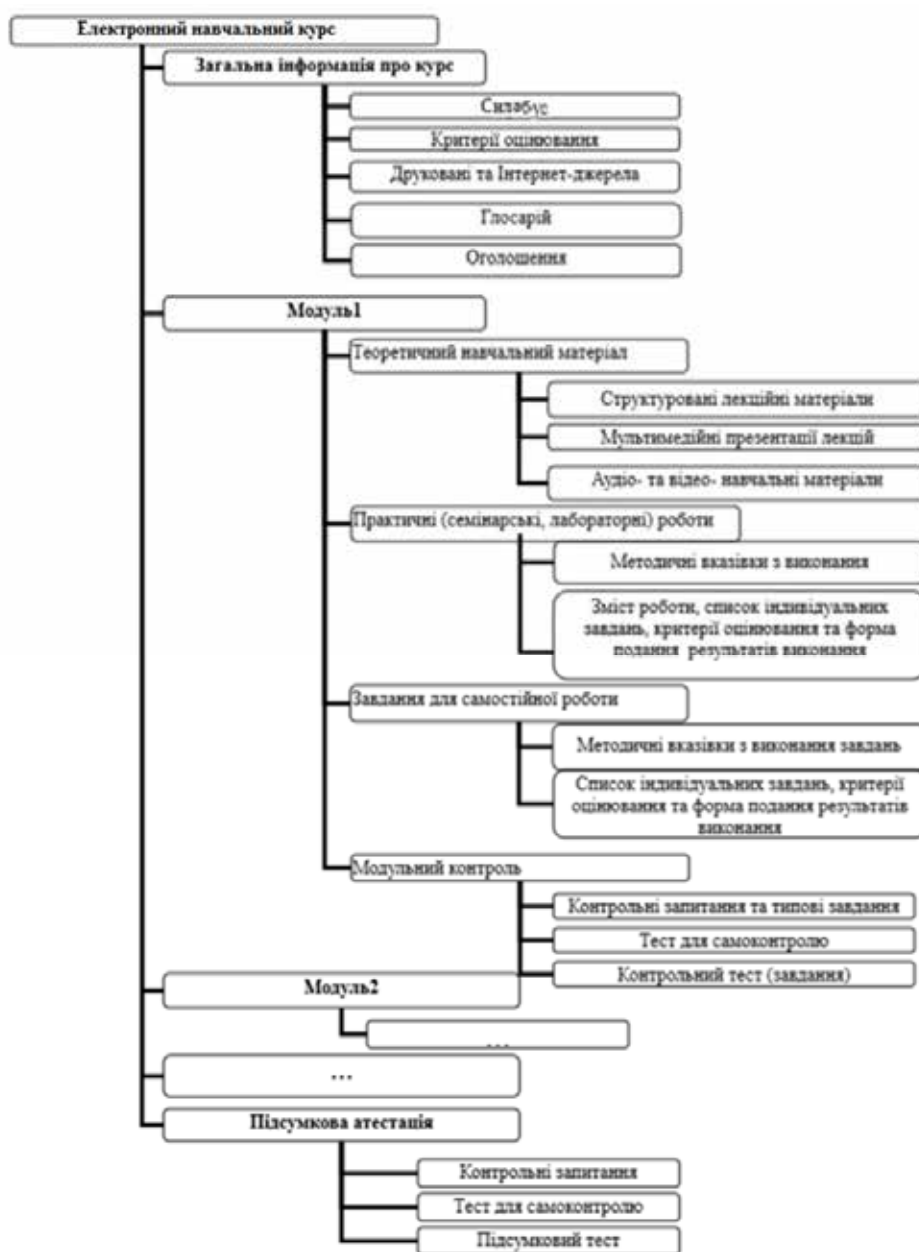 Електронний навчальний курс
Загальна інформація про курс
Силабус
Критерії оцінювання
Друковані та Інтернет-джерела
Глосарій
Оголошення
Модуль1
Теоретичний навчальний матеріал
Структуровані лекційні матеріали
Мультимедійні презентації лекцій
Аудіо- та відео- навчальні матеріали
Практичні (семінарські, лабораторні) роботи
Методичні вказівки з виконання
Зміст роботи, список індивідуальних
завдань, критерії оцінювання та форма
подання результатів виконання
Завдання для самостійної роботи
Методичні вказівки з виконання завдань
Список індивідуальних завдань, критерії
оцінювання та форма подання результатів
виконання
Модульний контроль
Контрольні запитання та типові завдання
Тест для самоконтролю
Контрольний тест (завдання)
Модуль2
...
...
Підсумкова атестація
Контрольні запитання
Тест для самоконтролю
Підсумковий тест